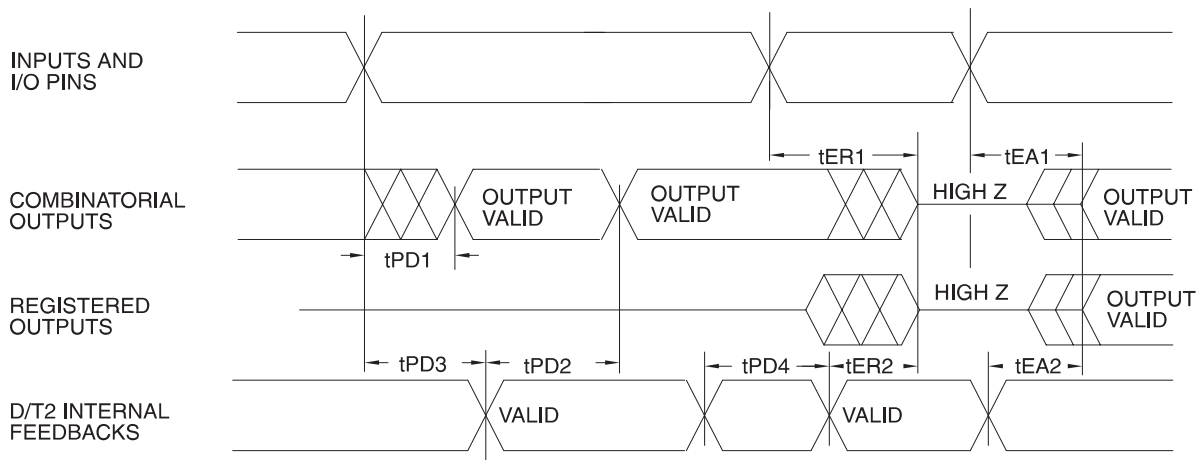 INPUTS AND
I/O PINS
tER1
tEA1
COMBINATORIAL
OUTPUTS
OUTPUT
VALID
OUTPUT
VALID
HIGH Z
OUTPUT
VALID
tPD1
REGISTERED
OUTPUTS
HIGH Z
OUTPUT
VALID
tPD3
tPD2
tPD4
tER2
tEA2
D/T2 INTERNAL
FEEDBACKS
VALID
VALID